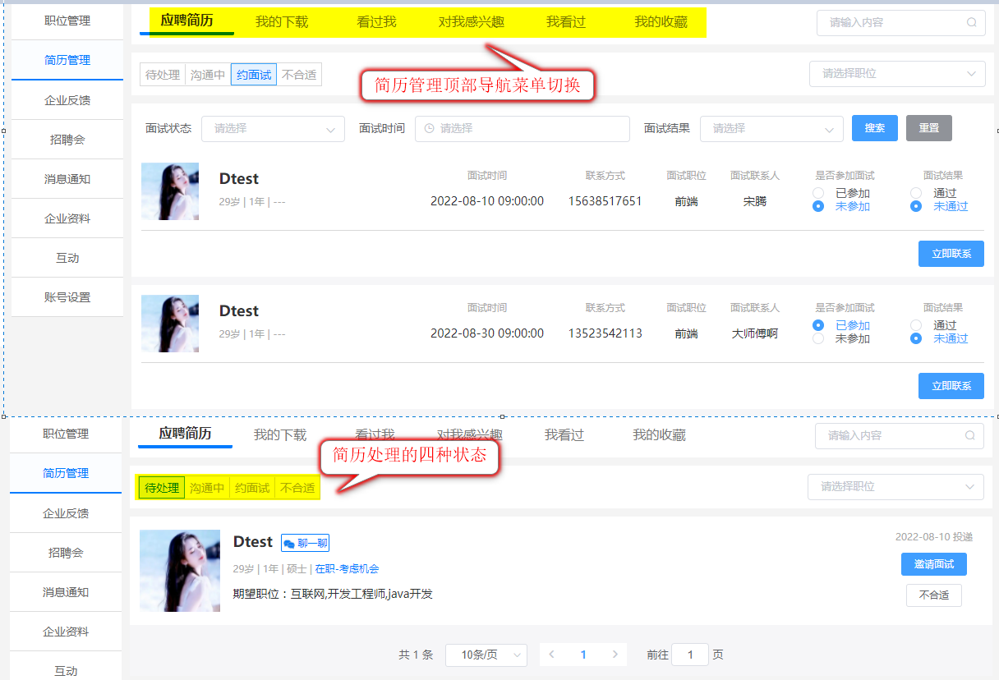 职位管理
简历管理
企业反馈
招聘会
消息通知
企业资料
互动
账号设置
应聘简历 我的下载 看过我 对我感兴趣 我看过 我的收藏
请输入内容
待处理 沟通中 约面试 不合适
请选择职位
简历管理顶部导航菜单切换
面试状态 请选择 面试时间 请选择 面试结果 请选择 搜索 重置
Dtest
29岁 | 1年 | ---
面试时间 联系方式 面试职位 面试联系人 是否参加面试 面试结果
2022-08-10 09:00:00 15638517651 前端 宋腾
已参加 通过
未参加 未通过
立即联系
Dtest
29岁 | 1年 | ---
面试时间 联系方式 面试职位 面试联系人 是否参加面试 面试结果
2022-08-30 09:00:00 13523542113 前端 大师傅啊
已参加 通过
未参加 未通过
立即联系
职位管理
简历管理
企业反馈
招聘会
消息通知
企业资料
互动
应聘简历 我的下载 看过我 对我感兴趣 我看过 我的收藏
请输入内容
简历处理的四种状态
待处理 沟通中 约面试 不合适
请选择职位
Dtest 聊一聊
29岁 | 1年 | 硕士 | 在职-考虑机会
期望职位：互联网,开发工程师,java开发
2022-08-10 投递
邀请面试
不合适
共 1 条 10条/页 1 前往 1 页